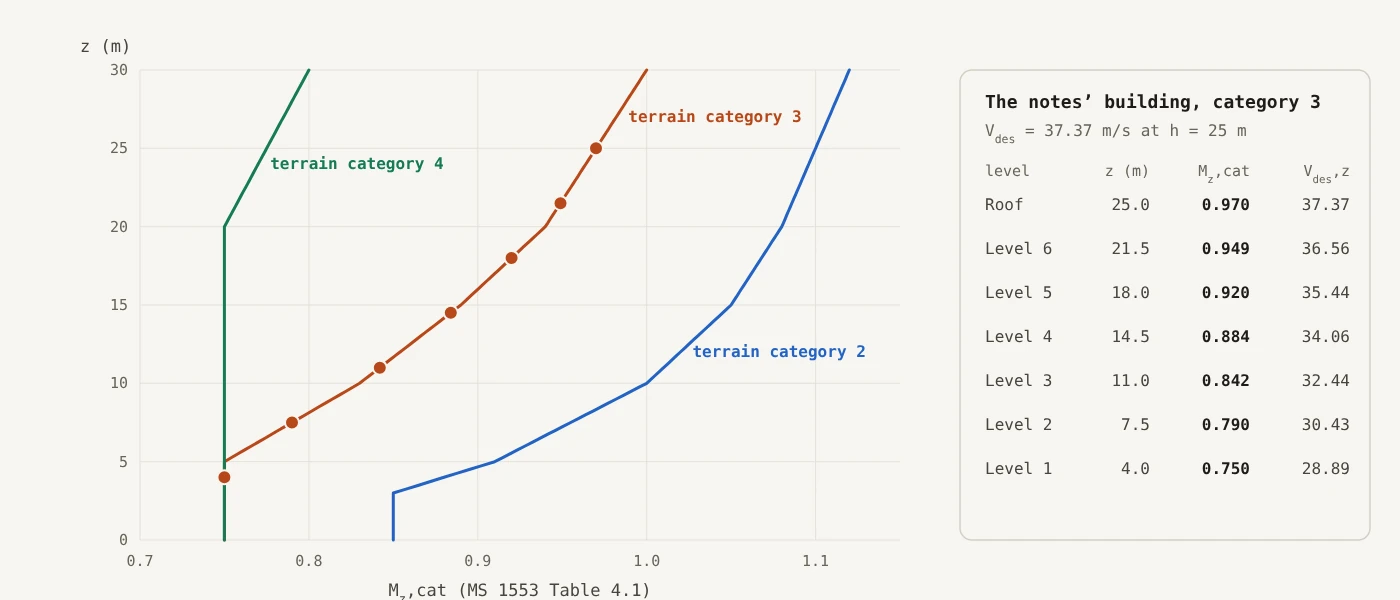 z (m)
30
25
20
15
10
5
0
0.7 0.8 0.9 1.0 1.1
Mz,cat (MS 1553 Table 4.1)
terrain category 4
terrain category 3
terrain category 2
The notes’ building, category 3
Vdes = 37.37 m/s at h = 25 m
level z (m) Mz,cat Vdes,z
Roof 25.0 0.970 37.37
Level 6 21.5 0.949 36.56
Level 5 18.0 0.920 35.44
Level 4 14.5 0.884 34.06
Level 3 11.0 0.842 32.44
Level 2 7.5 0.790 30.43
Level 1 4.0 0.750 28.89